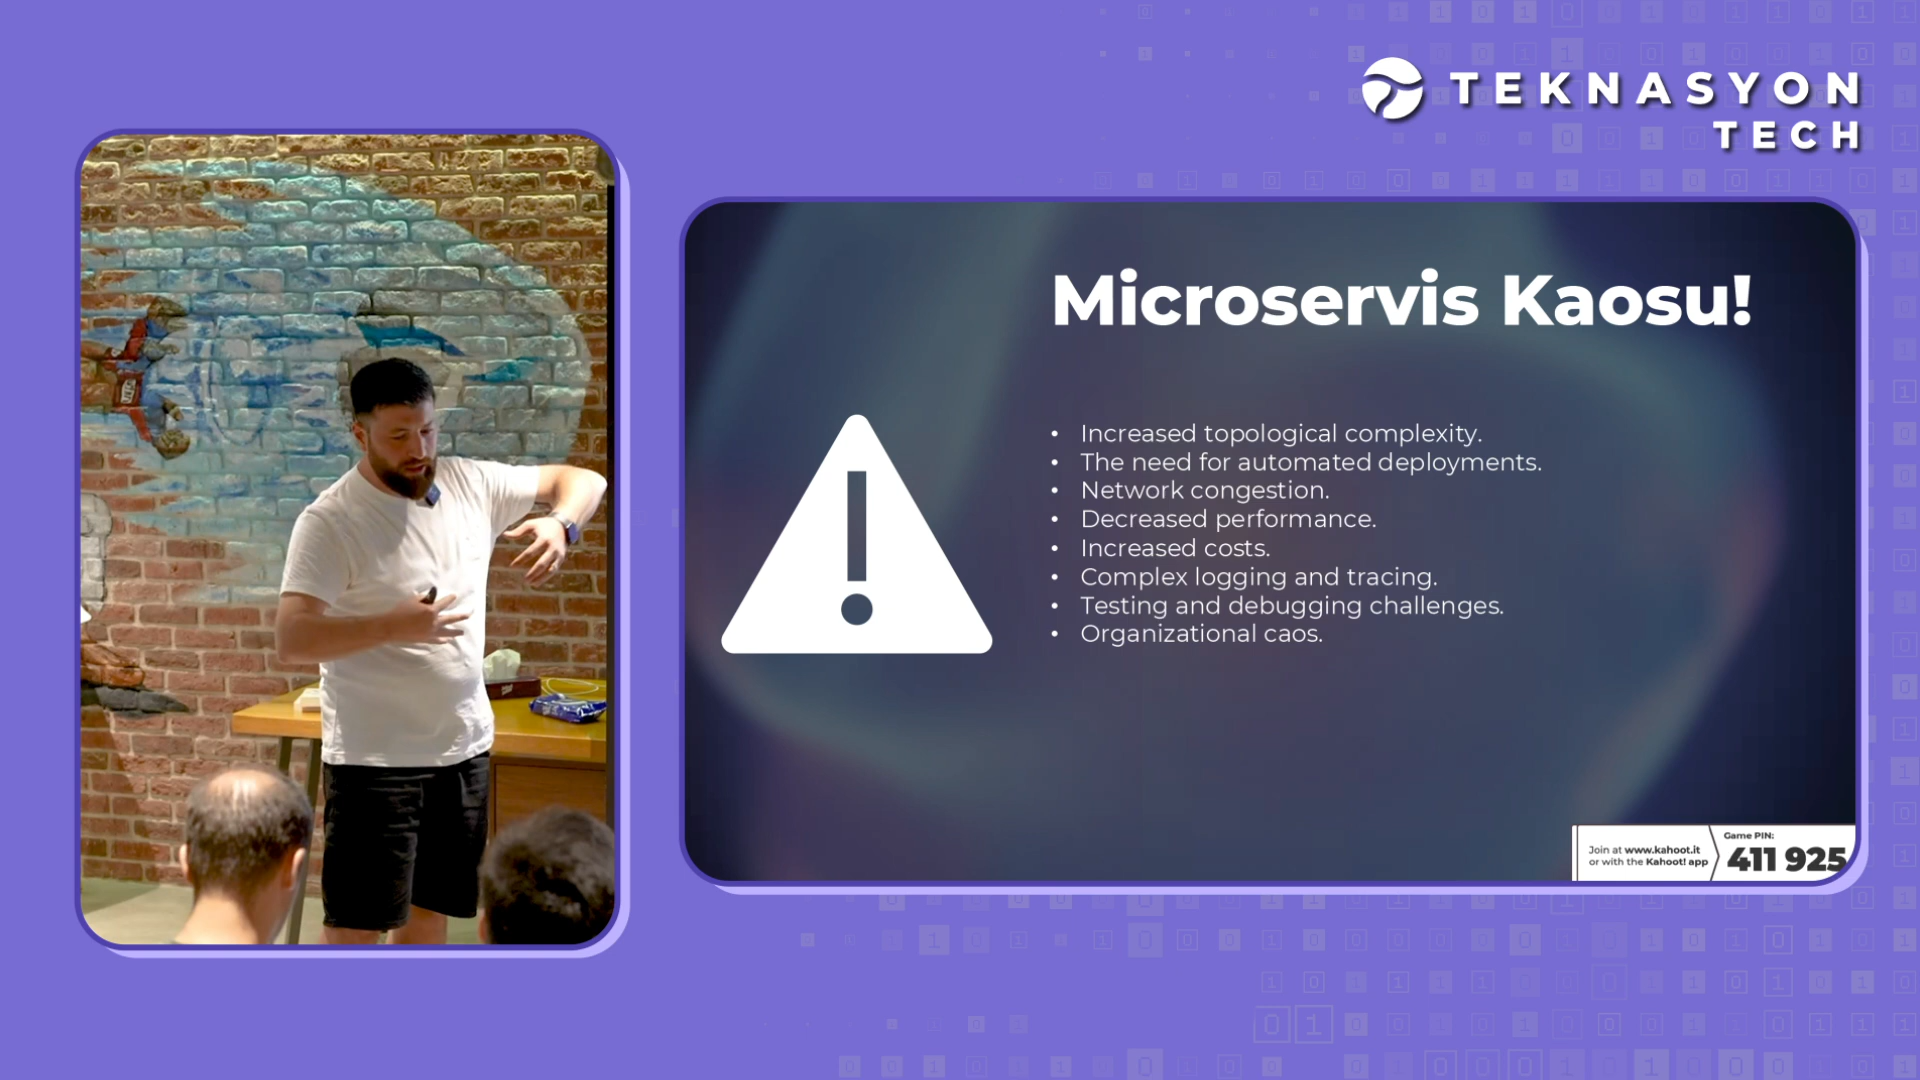 TEKNASYON
TECH
Microservis Kaosu!
• Increased topological complexity.
• The need for automated deployments.
• Network congestion.
• Decreased performance.
• Increased costs.
• Complex logging and tracing.
• Testing and debugging challenges.
• Organizational caos.
Join at www.kahoot.it
or with the Kahoot! app
Game PIN:
411 925